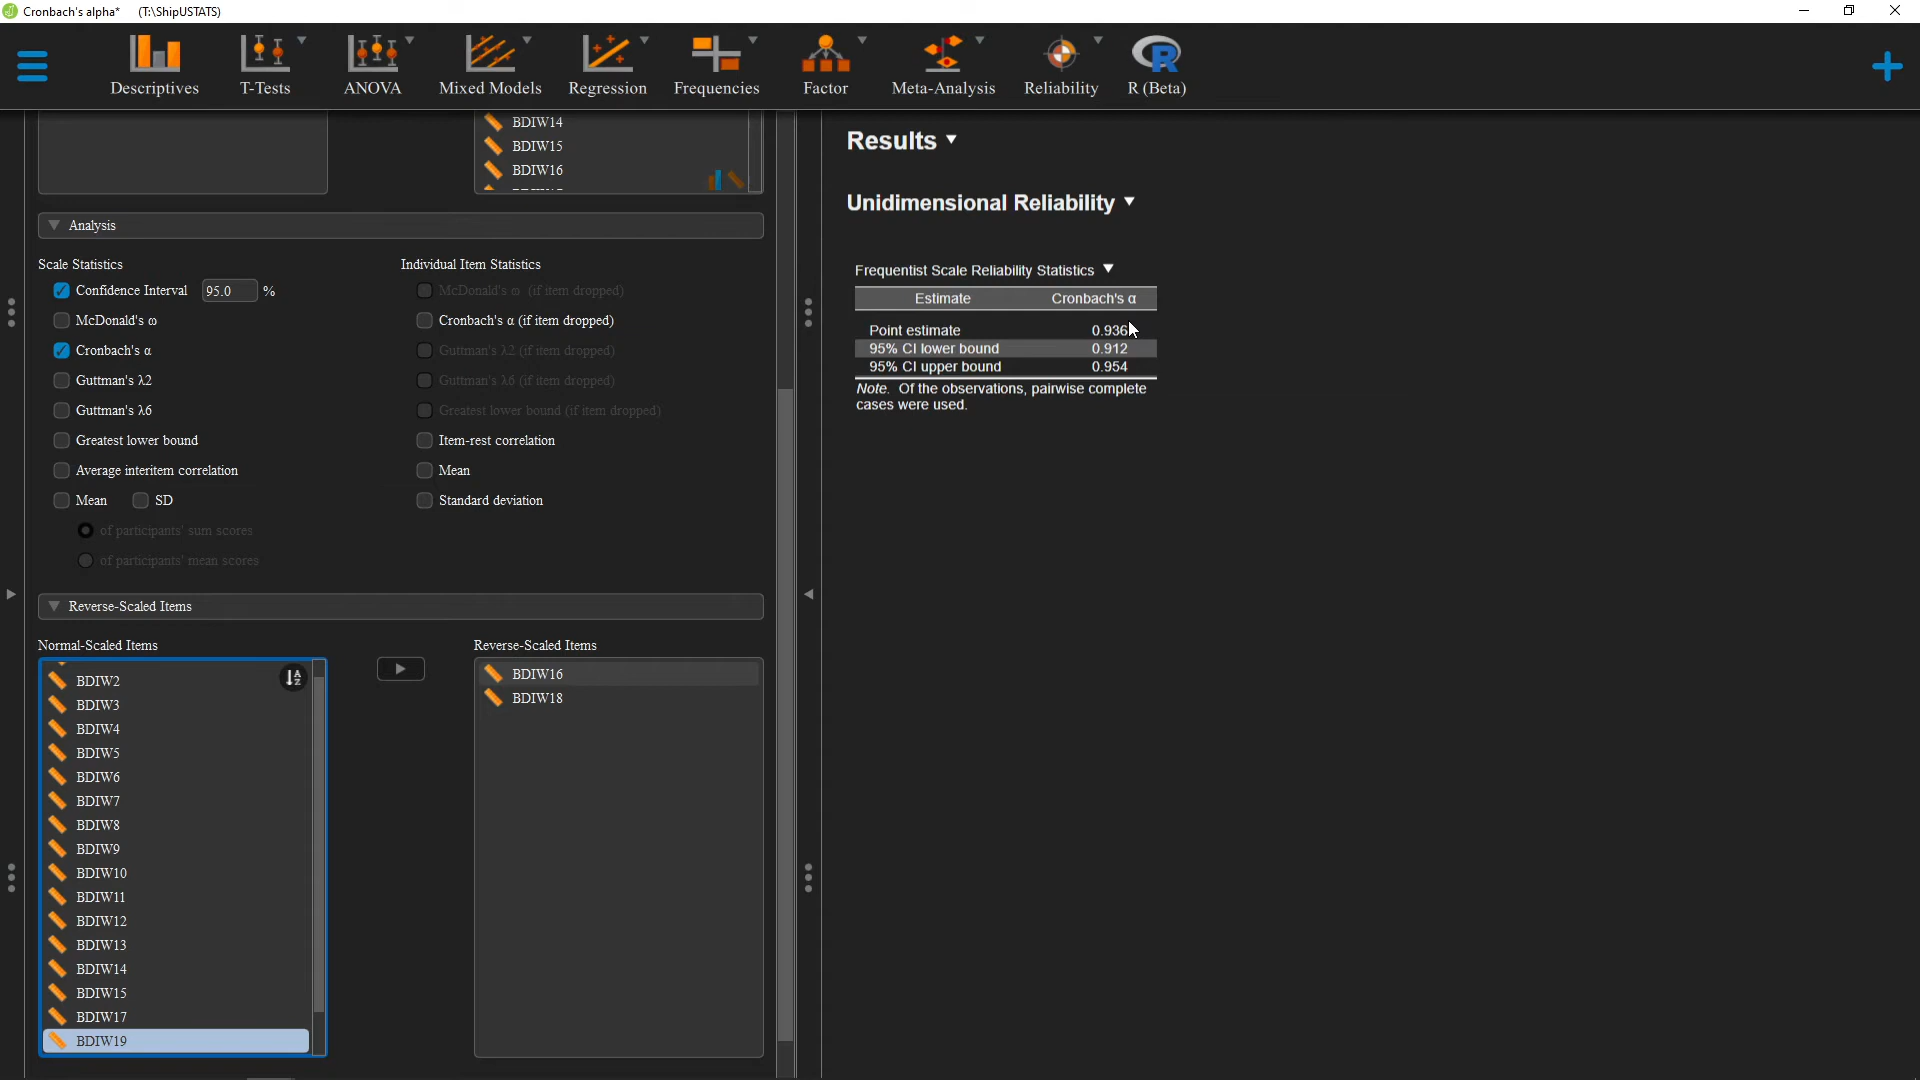 Cronbach's alpha* (T:\ShipUSTATS)
Descriptives T-Tests ANOVA Mixed Models Regression Frequencies Factor Meta-Analysis Reliability R (Beta)
BDIW14
BDIW15
BDIW16
Analysis
Scale Statistics
Confidence Interval 95.0 %
McDonald's ω
Cronbach's α
Guttman's λ2
Guttman's λ6
Greatest lower bound
Average interitem correlation
Mean SD
of participants' sum scores
of participants' mean scores
Individual Item Statistics
McDonald's ω (if item dropped)
Cronbach's α (if item dropped)
Guttman's λ2 (if item dropped)
Guttman's λ6 (if item dropped)
Greatest lower bound (if item dropped)
Item-rest correlation
Mean
Standard deviation
Reverse-Scaled Items
Normal-Scaled Items
BDIW2
BDIW3
BDIW4
BDIW5
BDIW6
BDIW7
BDIW8
BDIW9
BDIW10
BDIW11
BDIW12
BDIW13
BDIW14
BDIW15
BDIW17
BDIW19
Reverse-Scaled Items
BDIW16
BDIW18
Results
Unidimensional Reliability
Frequentist Scale Reliability Statistics
Estimate Cronbach's α
Point estimate 0.936
95% CI lower bound 0.912
95% CI upper bound 0.954
Note. Of the observations, pairwise complete
cases were used.